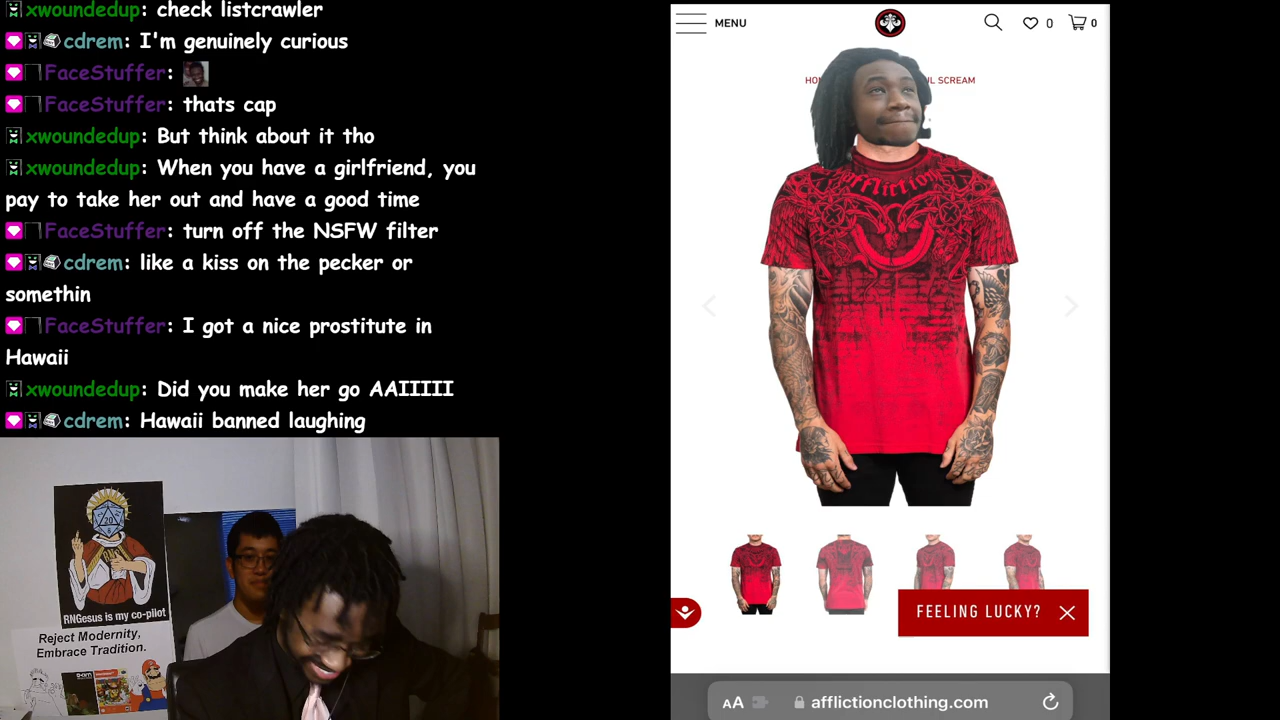 xwoundedup: check listcrawler
cdrem: I'm genuinely curious
FaceStuffer:
FaceStuffer: thats cap
xwoundedup: But think about it tho
xwoundedup: When you have a girlfriend, you
pay to take her out and have a good time
FaceStuffer: turn off the NSFW filter
cdrem: like a kiss on the pecker or
somethin
FaceStuffer: I got a nice prostitute in
Hawaii
xwoundedup: Did you make her go AAIIIII
cdrem: Hawaii banned laughing
20
RNGesus is my co-pilot
Reject Modernity,
Embrace Tradition.
MENU
0
0
UL SCREAM
Affliction
FEELING LUCKY?
AA
afflictionclothing.com